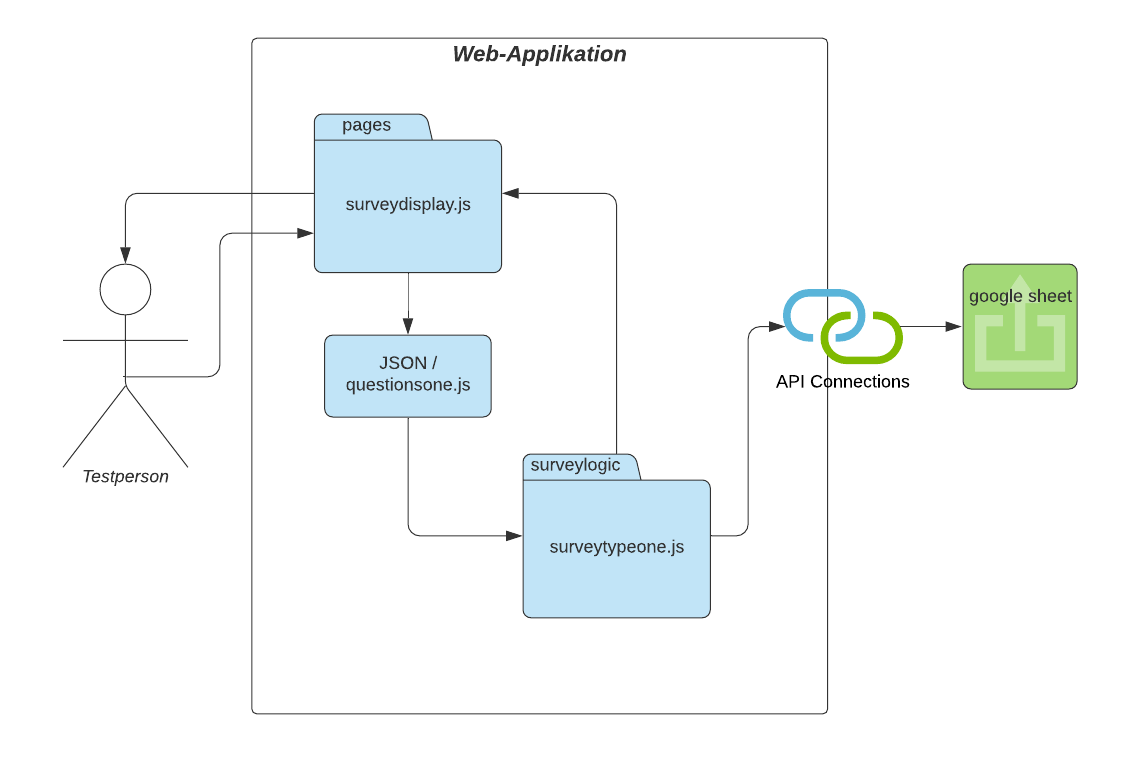 Web-Applikation
pages
surveydisplay.js
JSON /
questionsone.js
google sheet
API Connections
surveylogic
Testperson
surveytypeone.js